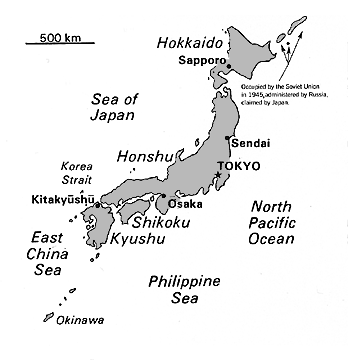 500 km
Hokkaido
Sapporo
Occupied by the Soviet Union
in 1945, administered by Russia,
claimed by Japan.
Sea of
Japan
Sendai
Honshu
TOKYO
Korea
Strait
Kitakyūshū
Osaka
North
Pacific
Ocean
Shikoku
Kyushu
East
China
Sea
Philippine
Sea
Okinawa